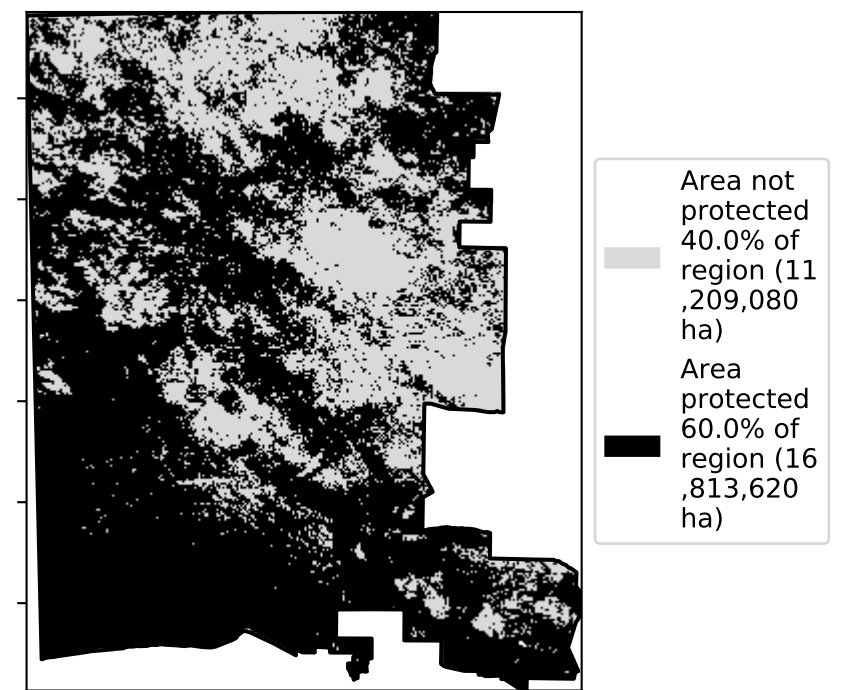 Area not
protected
40.0% of
region (11
,209,080
ha)
Area
protected
60.0% of
region (16
,813,620
ha)